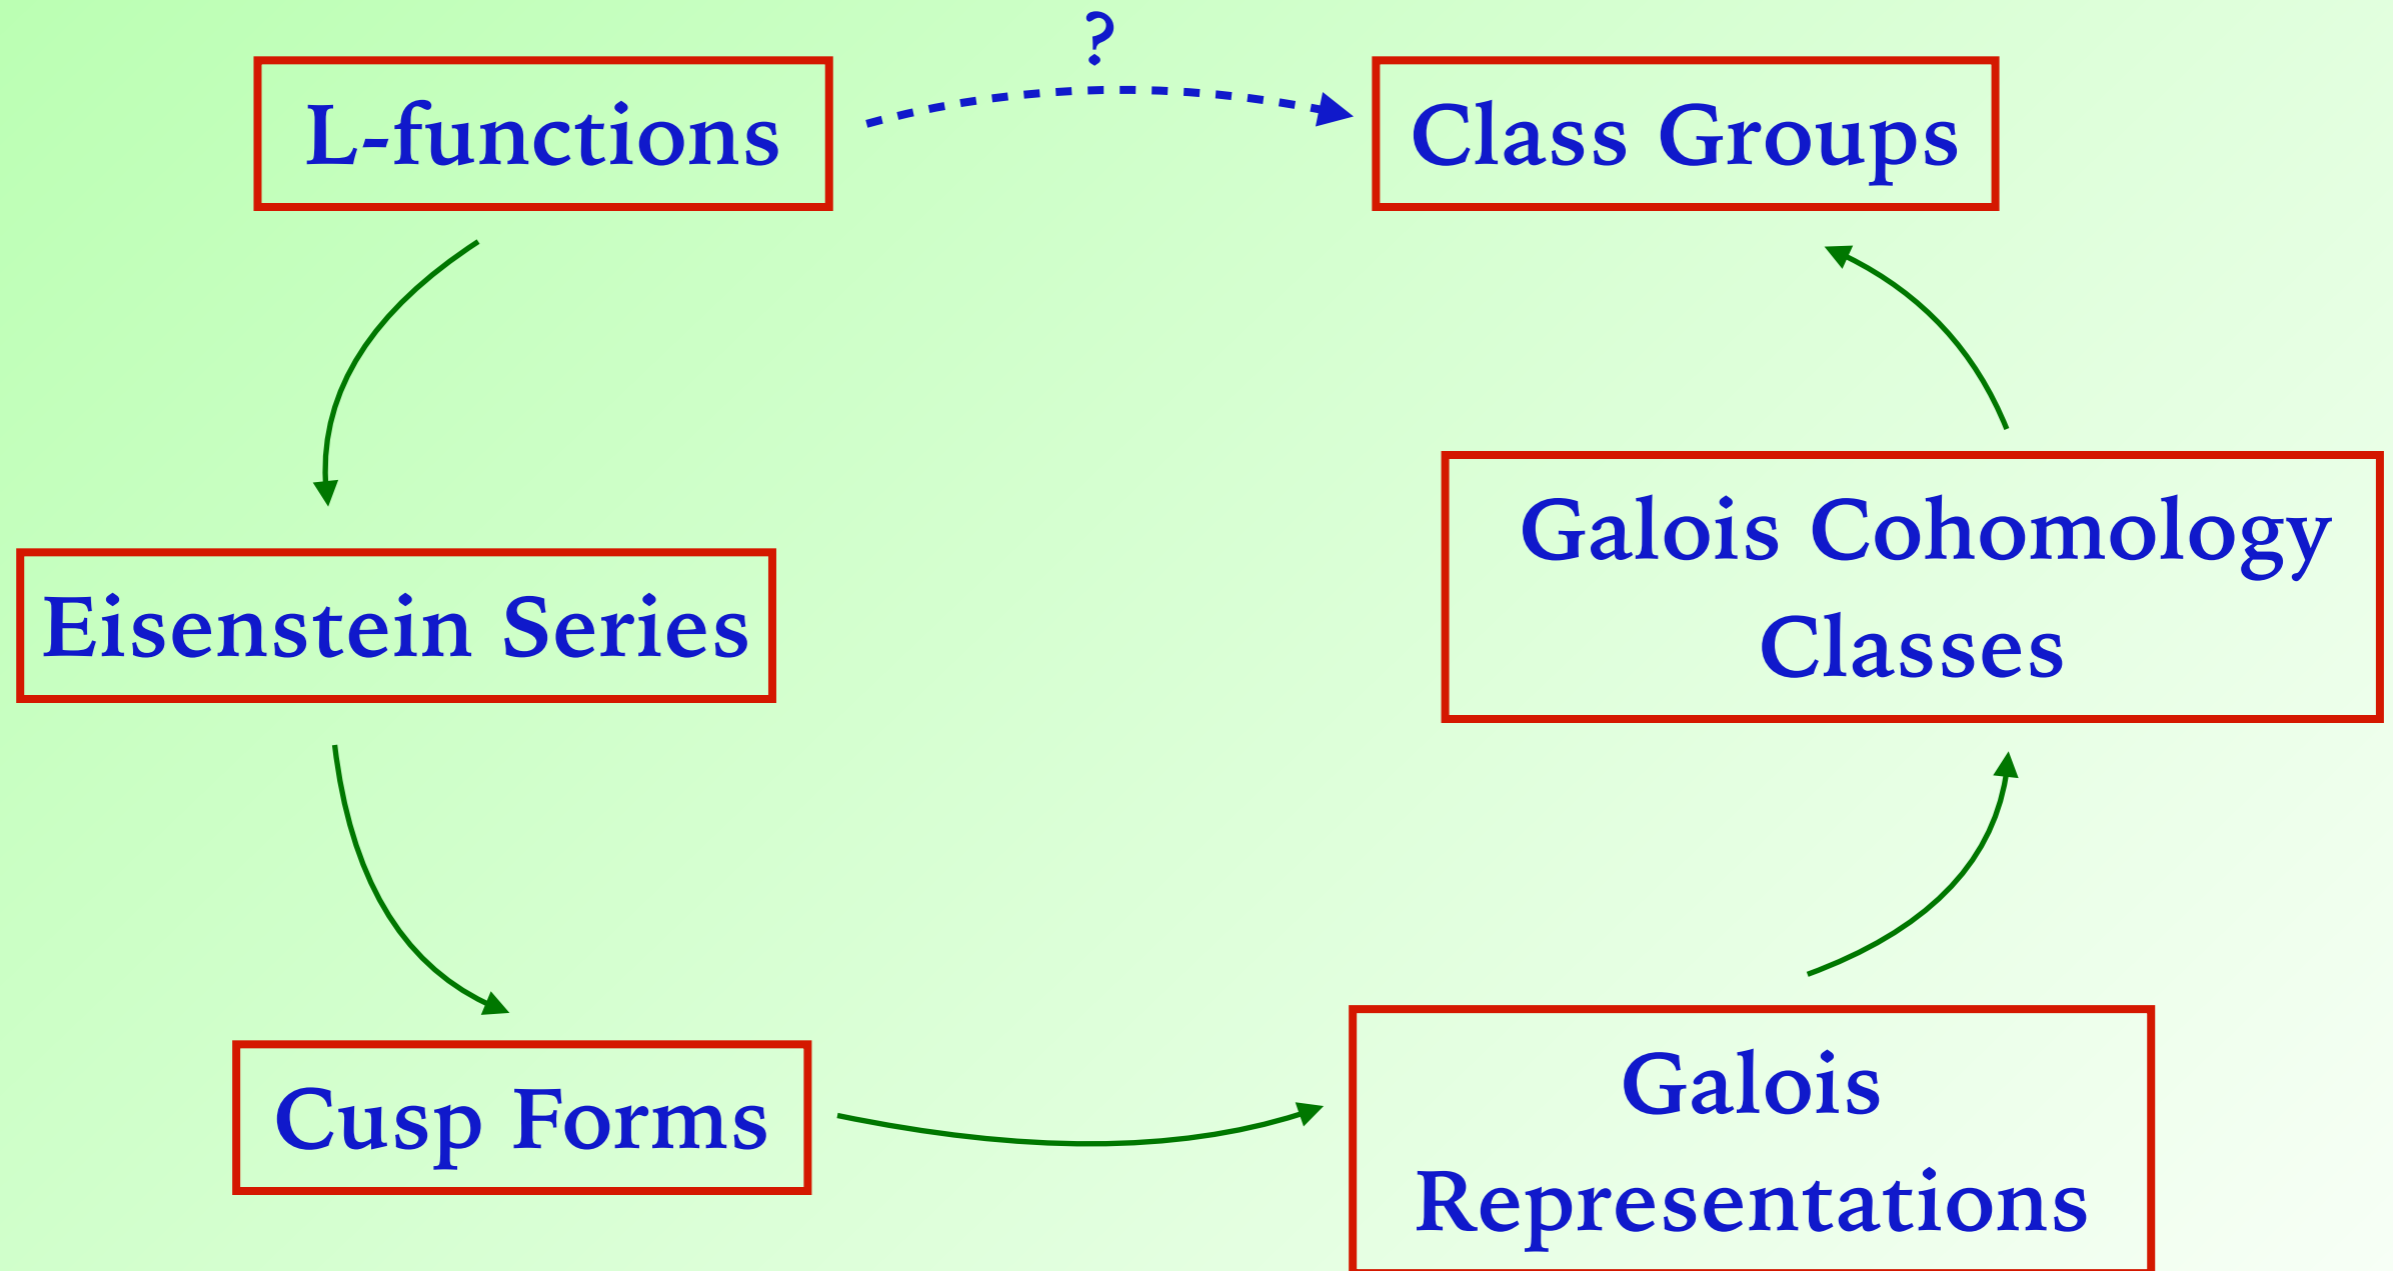 ?
L-functions
Class Groups
Eisenstein Series
Galois Cohomology
Classes
Cusp Forms
Galois
Representations